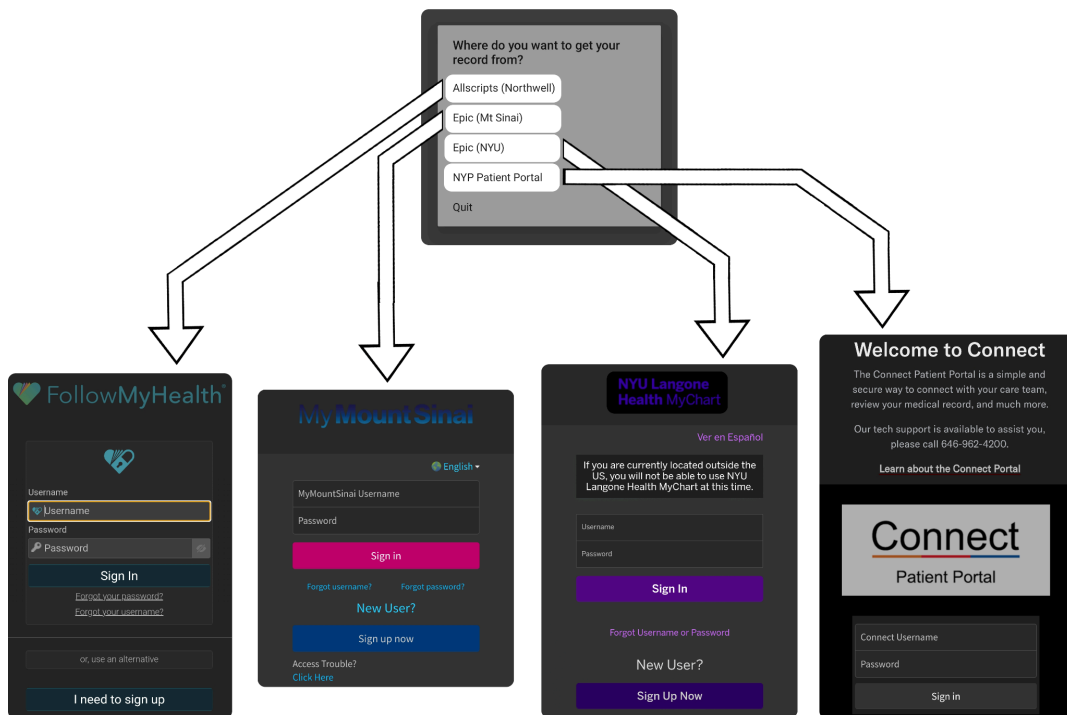 Where do you want to get your
record from?
Allscripts (Northwell)
Epic (Mt Sinai)
Epic (NYU)
NYP Patient Portal
Quit
FollowMyHealth®
Username
Username
Password
Password
Sign In
Forgot your password?
Forgot your username?
or, use an alternative
I need to sign up
MyMountSinai
English
MyMountSinai Username
Password
Sign in
Forgot username? Forgot password?
New User?
Sign up now
Access Trouble?
Click Here
NYU Langone
Health MyChart
Ver en Español
If you are currently located outside the
US, you will not be able to use NYU
Langone Health MyChart at this time.
Username
Password
Sign In
Forgot Username or Password
New User?
Sign Up Now
Welcome to Connect
The Connect Patient Portal is a simple and
secure way to connect with your care team,
review your medical record, and much more.
Our tech support is available to assist you,
please call 646-962-4200.
Learn about the Connect Portal
Connect
Patient Portal
Connect Username
Password
Sign in